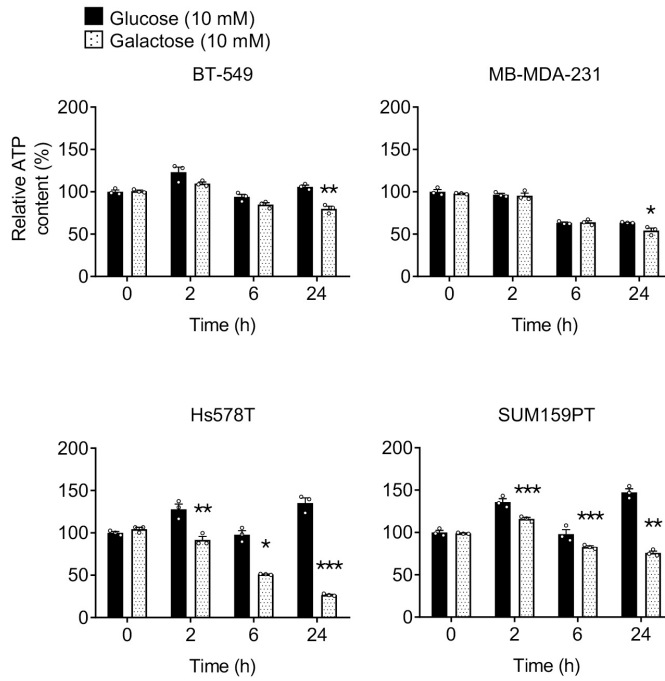 Glucose (10 mM)
Galactose (10 mM)
BT-549
MB-MDA-231
Relative ATP
content (%)
200
150
100
50
0
**
0 2 6 24
Time (h)
200
150
100
50
0
*
0 2 6 24
Time (h)
Hs578T
SUM159PT
200
150
100
50
0
**
*
***
0 2 6 24
Time (h)
200
150
100
50
0
***
***
**
0 2 6 24
Time (h)